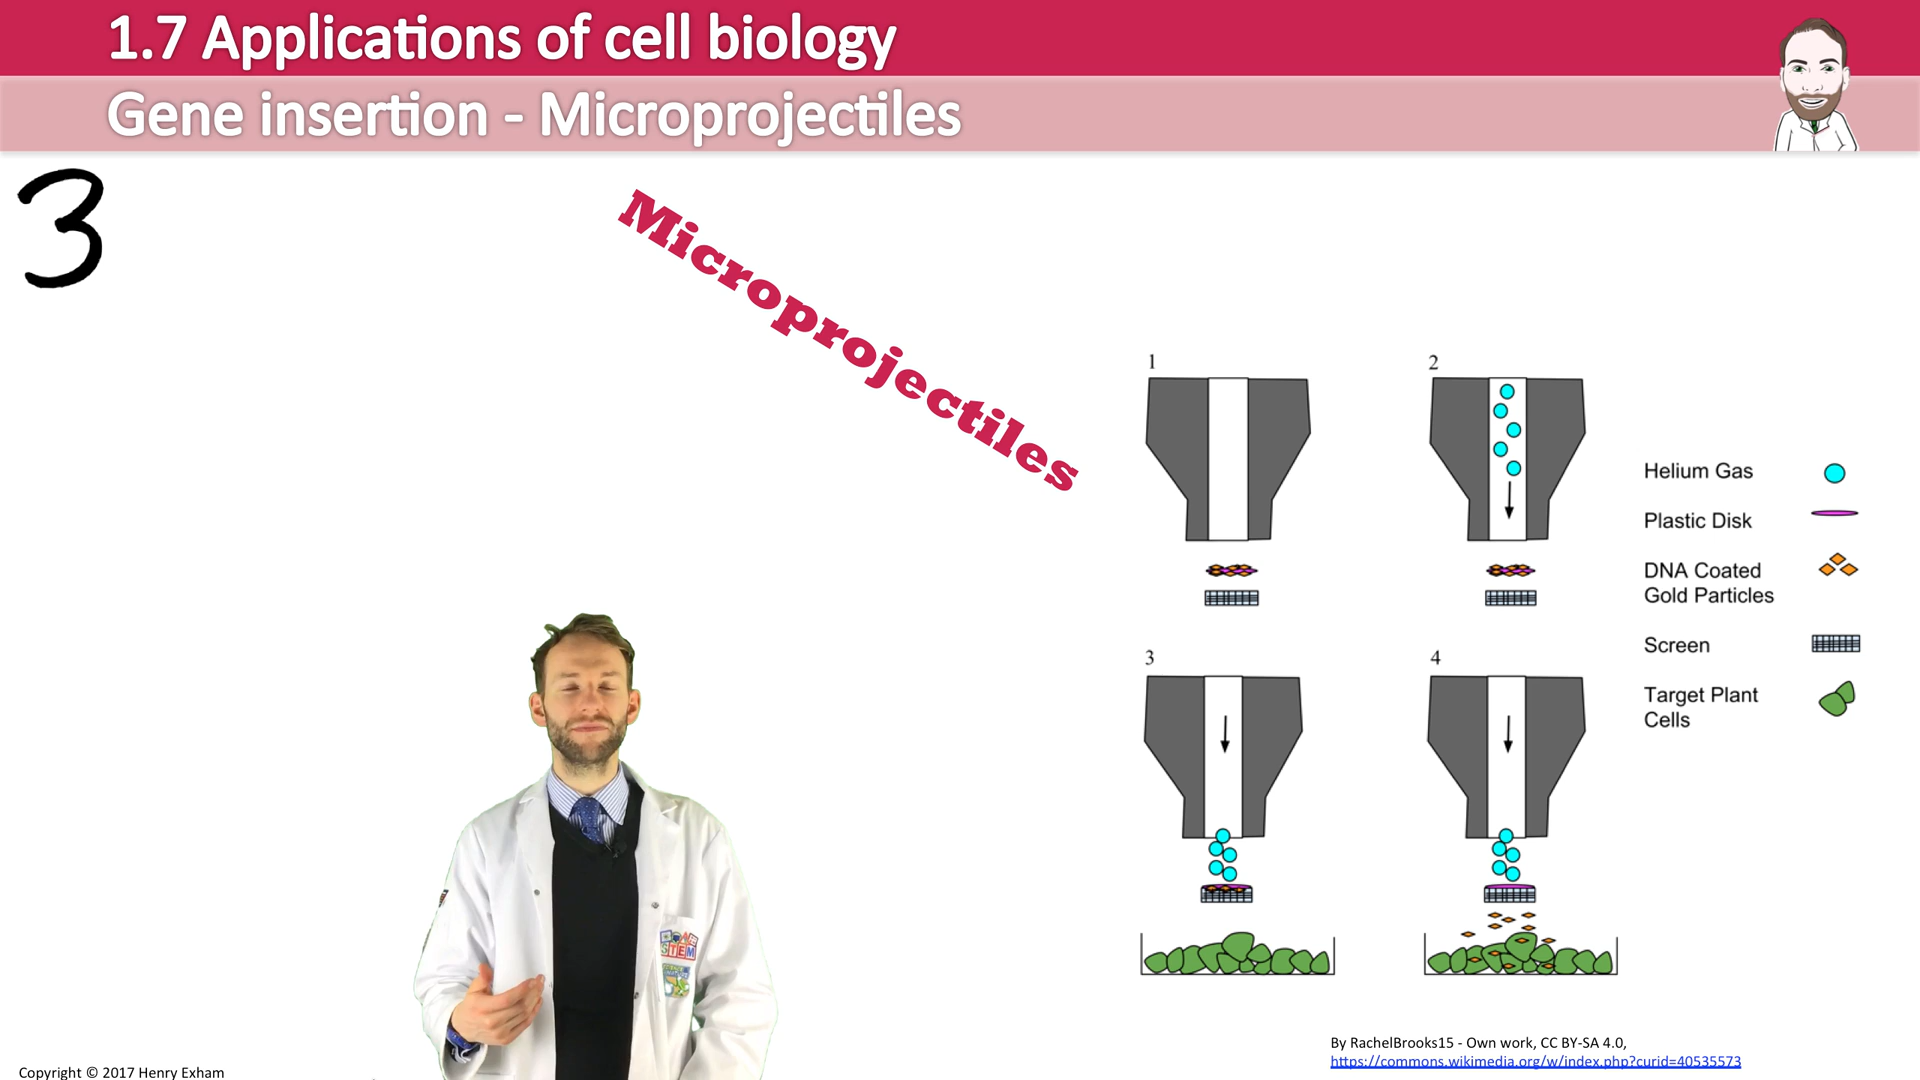 1.7 Applications of cell biology
Gene insertion - Microprojectiles
3
Microprojectiles
1
2
Helium Gas
Plastic Disk
DNA Coated
Gold Particles
Screen
Target Plant
Cells
3
4
STEM
By RachelBrooks15 - Own work, CC BY-SA 4.0,
https://commons.wikimedia.org/w/index.php?curid=40535573
Copyright © 2017 Henry Exham